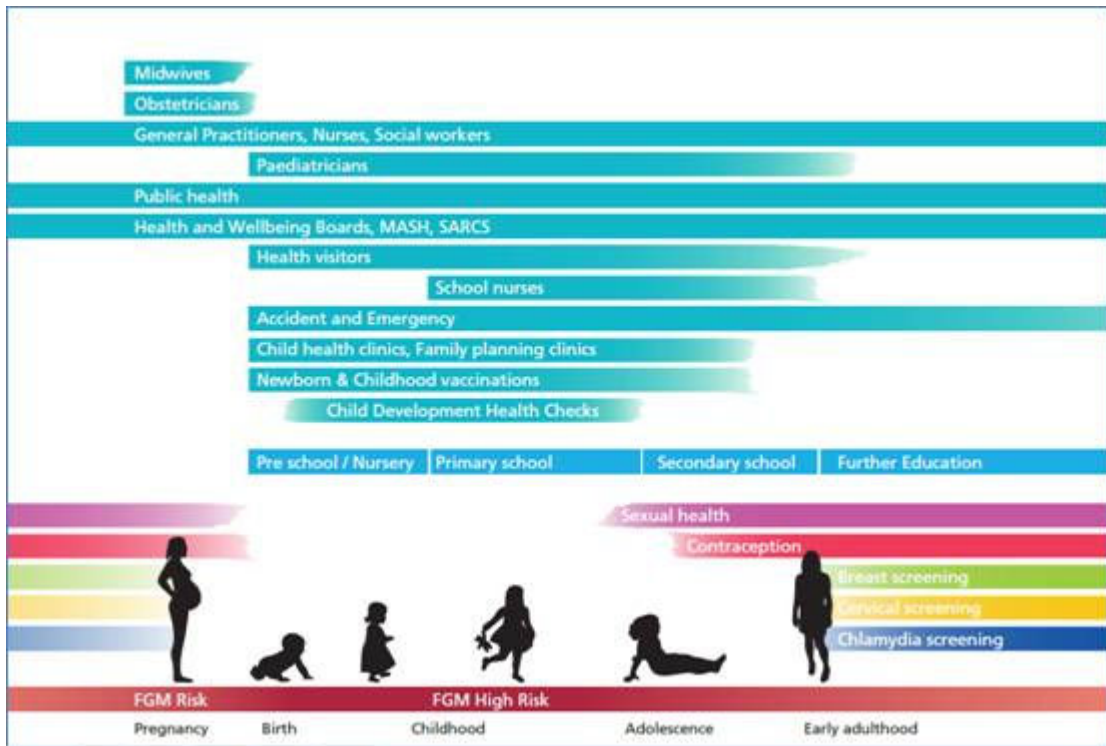 Midwives
Obstetricians
General Practitioners, Nurses, Social workers
Paediatricians
Public health
Health and Wellbeing Boards, MASH, SARCS
Health visitors
School nurses
Accident and Emergency
Child health clinics, Family planning clinics
Newborn & Childhood vaccinations
Child Development Health Checks
Pre school / Nursery Primary school Secondary school Further Education
Sexual health
Contraception
Breast screening
Cervical screening
Chlamydia screening
FGM Risk FGM High Risk
Pregnancy Birth Childhood Adolescence Early adulthood